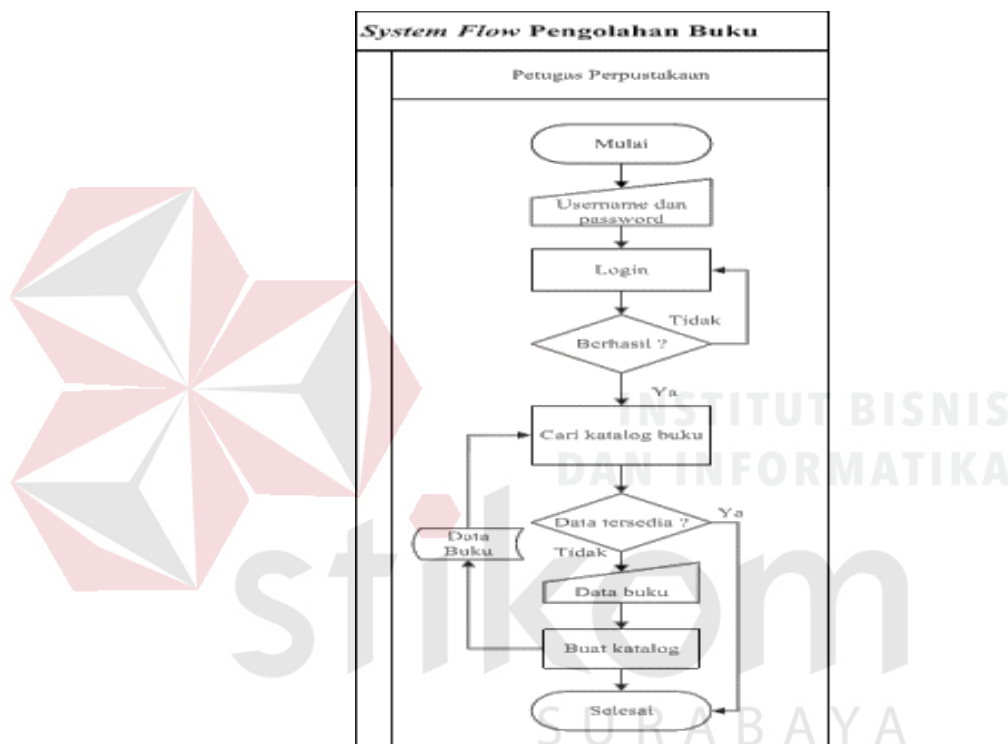 System Flow Pengolahan Buku
Petugas Perpustakaan
Mulai
Username dan
password
Login
Tidak
Berhasil ?
Ya
Cari katalog buku
Data tersedia ?
Ya
Tidak
Data
Buku
Data buku
Buat katalog
Selesai
INSTITUT BISNIS
DAN INFORMATIKA
stikom
SURABAYA